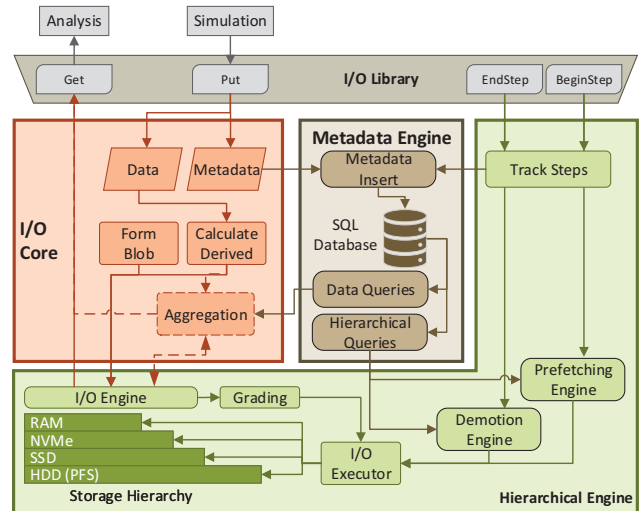 Analysis
Simulation
Get
Put
I/O Library
EndStep
BeginStep
Metadata Engine
Data
Metadata
Metadata
Insert
Track Steps
I/O
Core
Form
Blob
Calculate
Derived
SQL
Database
Data Queries
Aggregation
Hierarchical
Queries
Prefetching
Engine
I/O Engine
Grading
Demotion
Engine
RAM
NVMe
SSD
HDD (PFS)
I/O
Executor
Storage Hierarchy
Hierarchical Engine